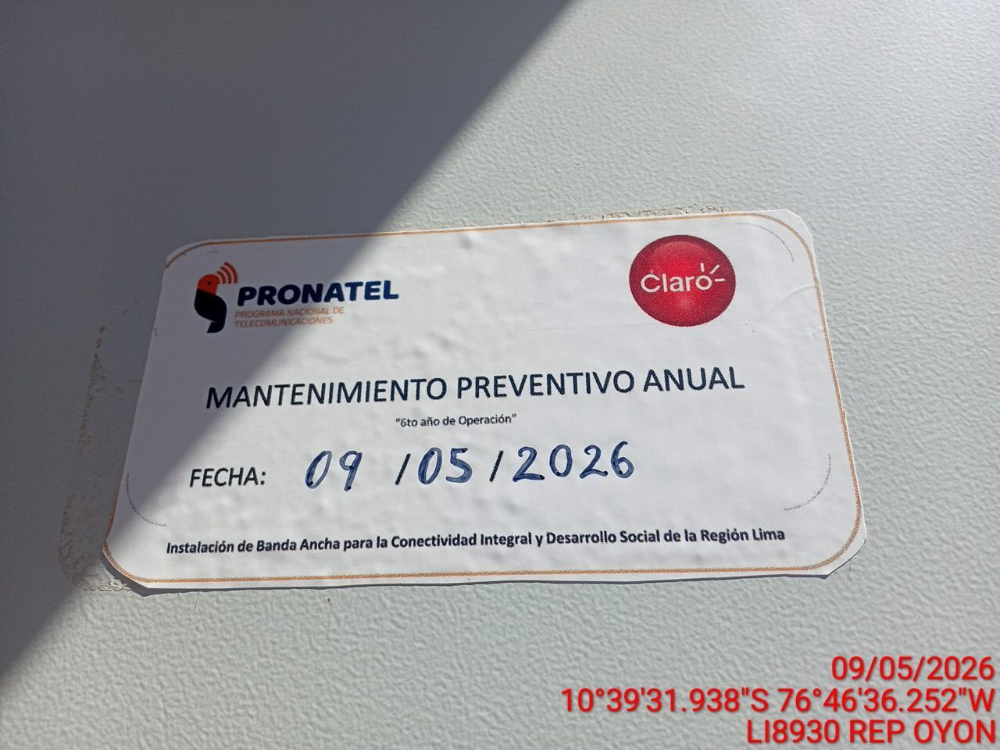 PRONATEL
PROGRAMA NACIONAL DE
TELECOMUNICACIONES
Claro
MANTENIMIENTO PREVENTIVO ANUAL
"6to año de Operación"
FECHA: 09 /05 /2026
Instalación de Banda Ancha para la Conectividad Integral y Desarrollo Social de la Región Lima
09/05/2026
10°39'31.938"S 76°46'36.252"W
LI8930 REP OYON